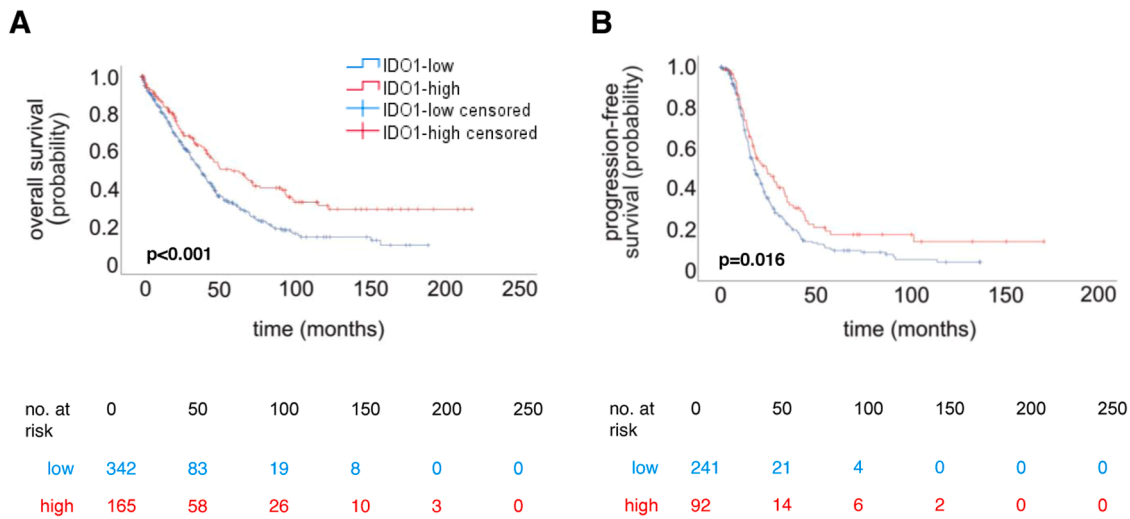 A
IDO1-low
IDO1-high
IDO1-low censored
IDO1-high censored
overall survival
(probability)
1.0
0.8
0.6
0.4
0.2
0
p<0.001
0 50 100 150 200 250
time (months)
no. at risk 0 50 100 150 200 250
low 342 83 19 8 0 0
high 165 58 26 10 3 0
B
progression-free
survival (probability)
1.0
0.8
0.6
0.4
0.2
0
p=0.016
0 50 100 150 200
time (months)
no. at risk 0 50 100 150 200 250
low 241 21 4 0 0 0
high 92 14 6 2 0 0